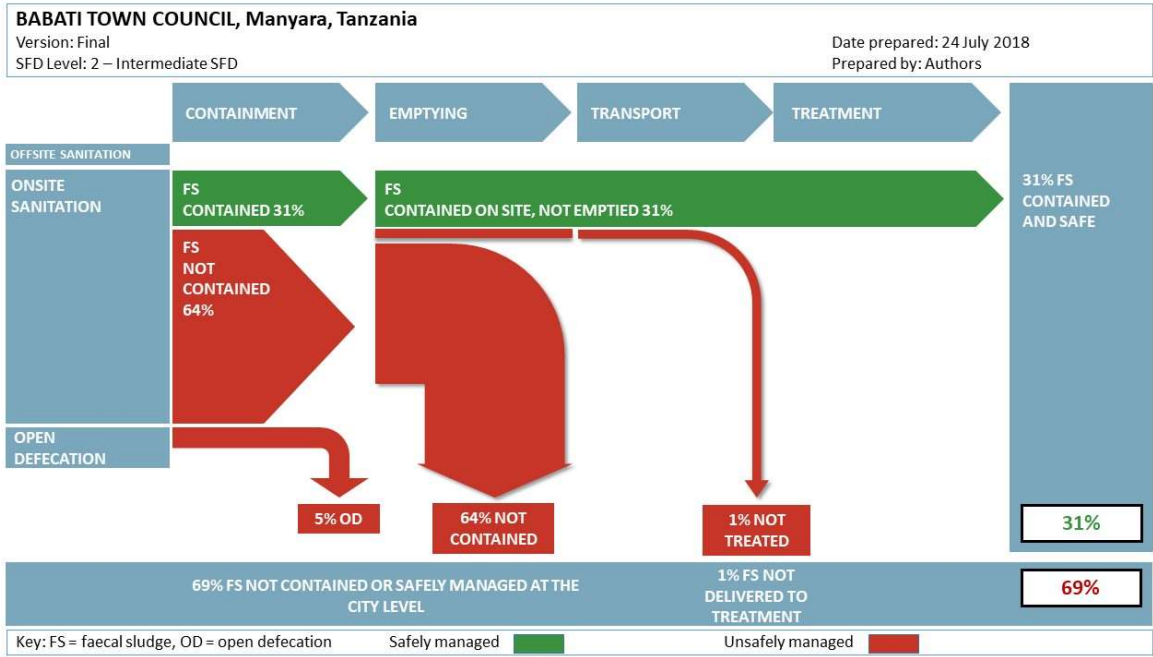 BABATI TOWN COUNCIL, Manyara, Tanzania
Version: Final
Date prepared: 24 July 2018
SFD Level: 2 – Intermediate SFD
Prepared by: Authors
CONTAINMENT
EMPTYING
TRANSPORT
TREATMENT
OFFSITE SANITATION
ONSITE
SANITATION
FS
CONTAINED 31%
FS
CONTAINED ON SITE, NOT EMPTIED 31%
31% FS
CONTAINED
AND SAFE
FS
NOT
CONTAINED
64%
OPEN
DEFECATION
5% OD
64% NOT
CONTAINED
1% NOT
TREATED
31%
69% FS NOT CONTAINED OR SAFELY MANAGED AT THE
CITY LEVEL
1% FS NOT
DELIVERED TO
TREATMENT
69%
Key: FS = faecal sludge, OD = open defecation
Safely managed
Unsafely managed